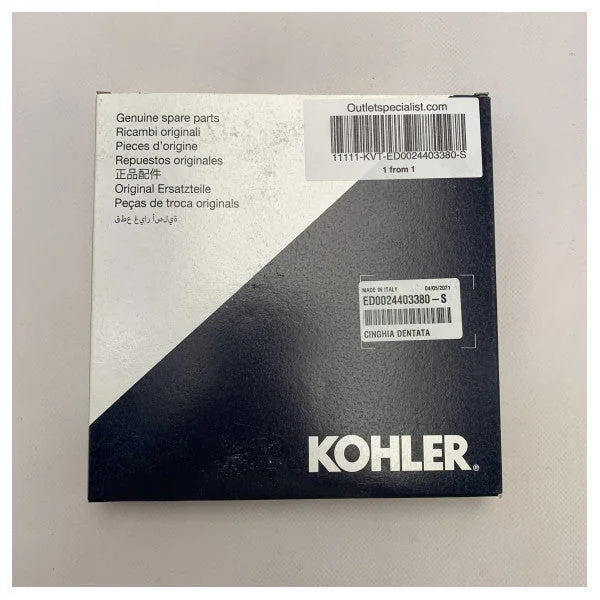 Genuine spare parts
Ricambi originali
Pieces d'origine
Repuestos originales
正品配件
Original Ersatzteile
Peças de troca originals
قطع غيار أصلية
Outletspecialist.com
11111-KVT-ED0024403380-S
1 from 1
MADE IN ITALY 04/05/2021
ED0024403380-S
CINGHIA DENTATA
KOHLER®